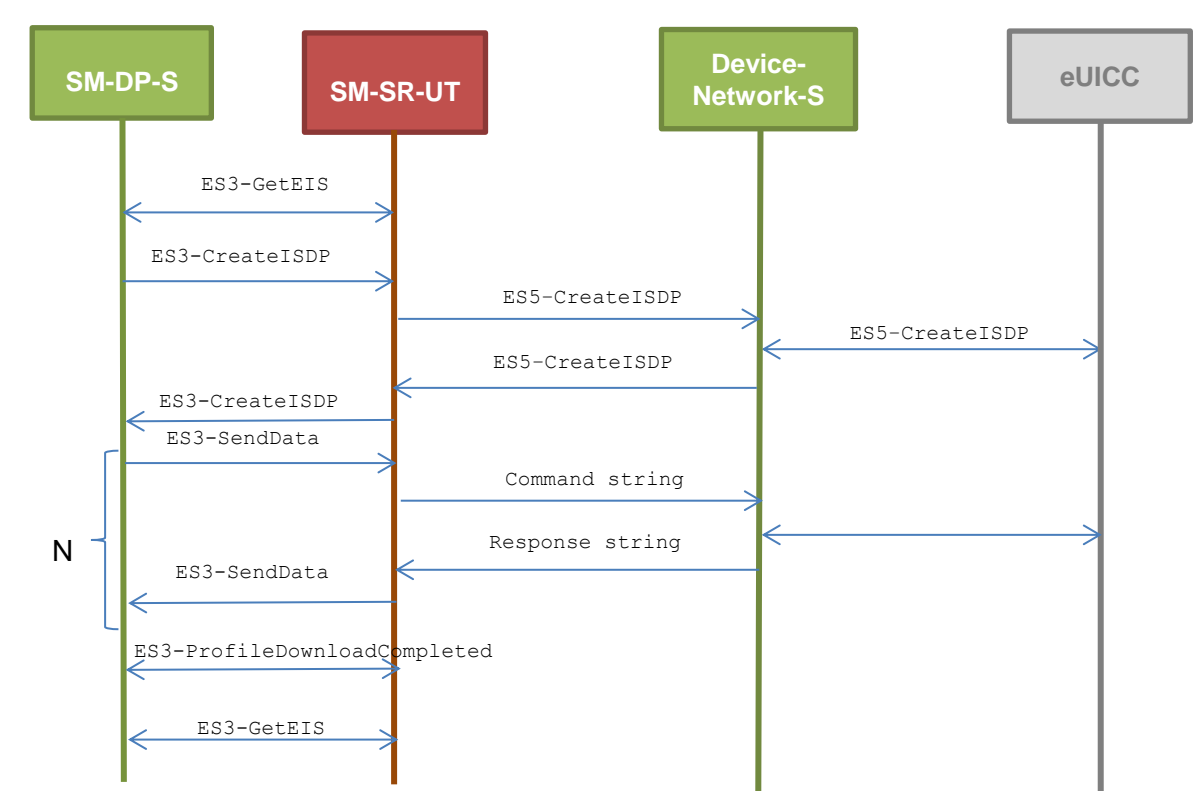 SM-DP-S
SM-SR-UT
Device-
Network-S
eUICC
ES3-GetEIS
ES3-CreateISDP
ES5-CreateISDP
ES5-CreateISDP
ES5-CreateISDP
ES3-CreateISDP
ES3-SendData
Command string
N
Response string
ES3-SendData
ES3-ProfileDownloadCompleted
ES3-GetEIS